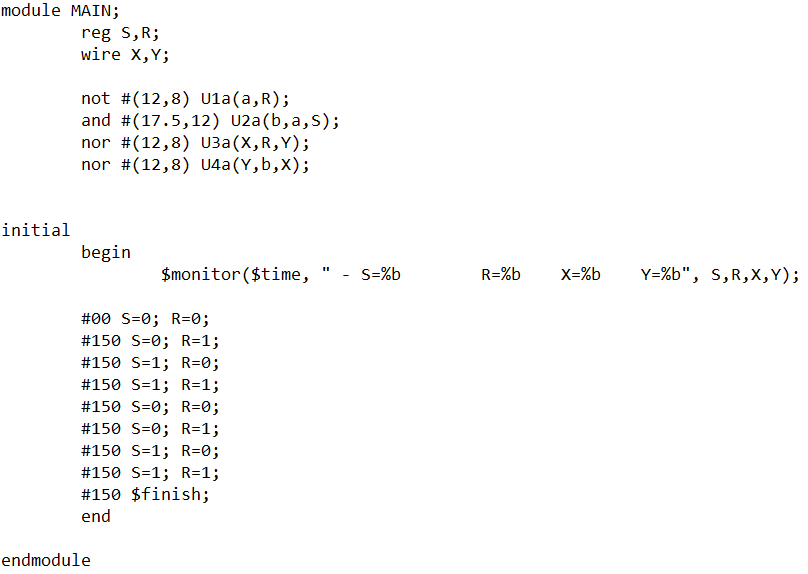 module MAIN;
reg S,R;
wire X,Y;
not #(12,8) U1a(a,R);
and #(17.5,12) U2a(b,a,S);
nor #(12,8) U3a(X,R,Y);
nor #(12,8) U4a(Y,b,X);
initial
begin
$monitor($time, " - S=%b R=%b X=%b Y=%b", S,R,X,Y);
#00 S=0; R=0;
#150 S=0; R=1;
#150 S=1; R=0;
#150 S=1; R=1;
#150 S=0; R=0;
#150 S=0; R=1;
#150 S=1; R=0;
#150 S=1; R=1;
#150 $finish;
end
endmodule